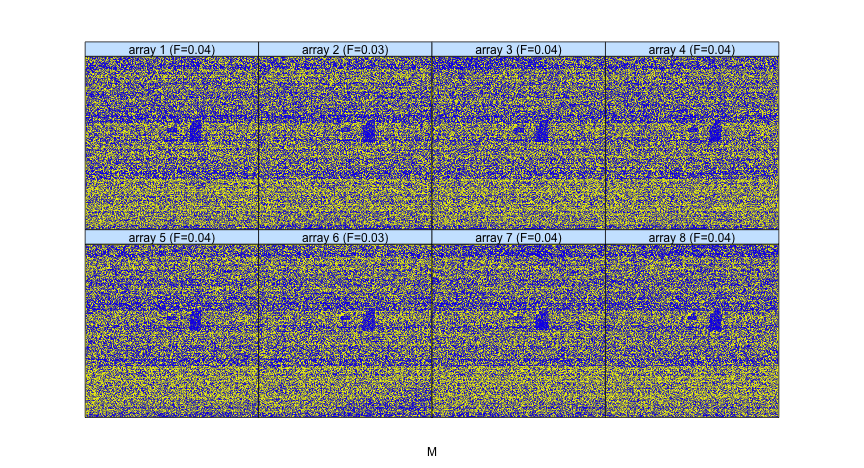 array 1 (F=0.04) array 2 (F=0.03) array 3 (F=0.04) array 4 (F=0.04)
array 5 (F=0.04) array 6 (F=0.03) array 7 (F=0.04) array 8 (F=0.04)
M